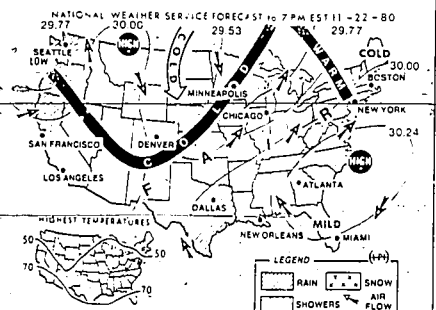 NATIONAL WEATHER SERVICE FORECAST to 7 PM EST 11-22-80
29.77 30.00 29.53 29.77
SEATTLE
LOW
HIGH
COLD
WARM
COLD
30.00
BOSTON
MINNEAPOLIS
NEW YORK
CHICAGO
COLD
30.24
SAN FRANCISCO
DENVER
FAIR
HIGH
LOS ANGELES
ATLANTA
DALLAS
HIGHEST TEMPERATURES
NEW ORLEANS
MILD
MIAMI
50
50
70
70
LEGEND
RAIN
SNOW
SHOWERS
AIR
FLOW